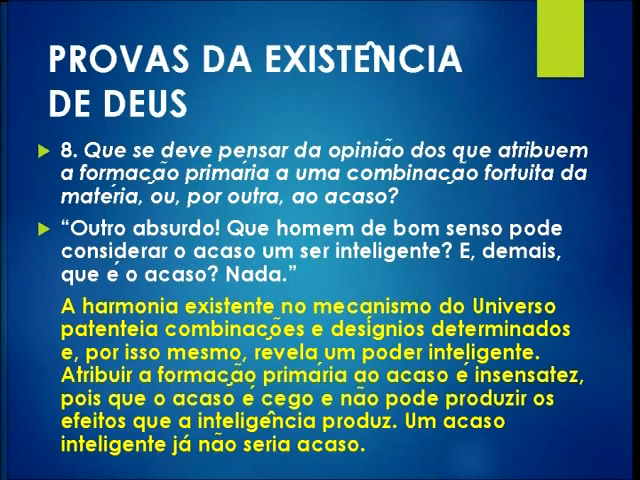 PROVAS DA EXISTÊNCIA
DE DEUS
8. Que se deve pensar da opinião dos que atribuem
a formação primária a uma combinação fortuita da
matéria, ou, por outra, ao acaso?
“Outro absurdo! Que homem de bom senso pode
considerar o acaso um ser inteligente? E, demais,
que é o acaso? Nada.”
A harmonia existente no mecanismo do Universo
patenteia combinações e desígnios determinados
e, por isso mesmo, revela um poder inteligente.
Atribuir a formação primária ao acaso é insensatez,
pois que o acaso é cego e não pode produzir os
efeitos que a inteligência produz. Um acaso
inteligente já não seria acaso.